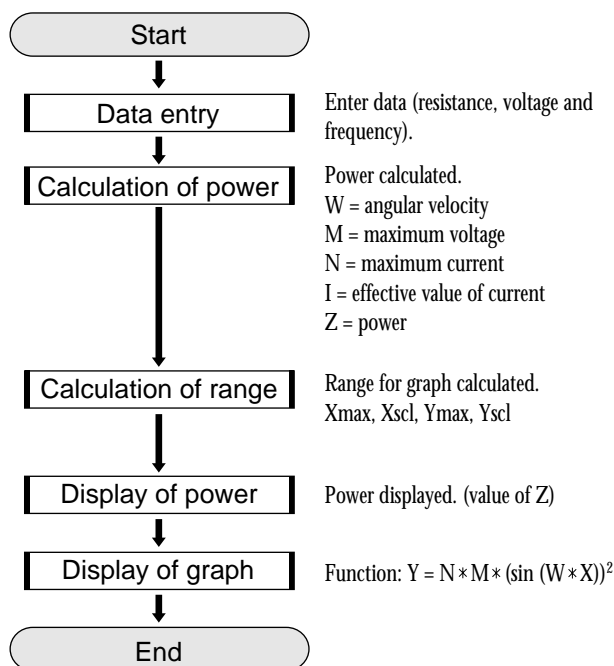 Start
Data entry
Enter data (resistance, voltage and
frequency).
Calculation of power
Power calculated.
W = angular velocity
M = maximum voltage
N = maximum current
I = effective value of current
Z = power
Calculation of range
Range for graph calculated.
Xmax, Xscl, Ymax, Yscl
Display of power
Power displayed. (value of Z)
Display of graph
Function: Y = N * M * (sin (W * X))²
End